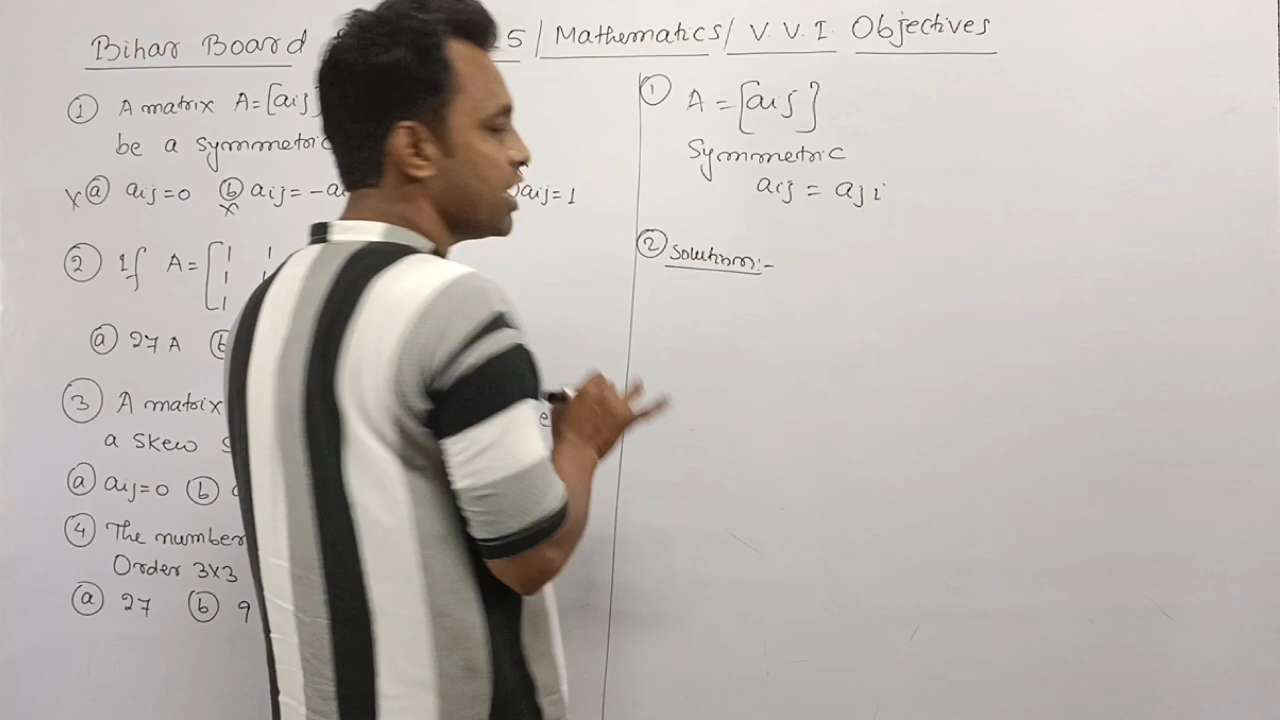 Bihar Board 5 / Mathematics / V.V.I. Objectives
① A matrix A=[aij]
be a symmetric
x ⓐ aij=0 ⓑ x aij=-a aij=1
② If A=[1 1
1
1
ⓐ 27A
③ A matrix
a skew
ⓐ aij=0 ⓑ
④ The number
Order 3x3
ⓐ 27 ⓑ 9
① A=[aij]
Symmetric
aij = aji
② Solution:-